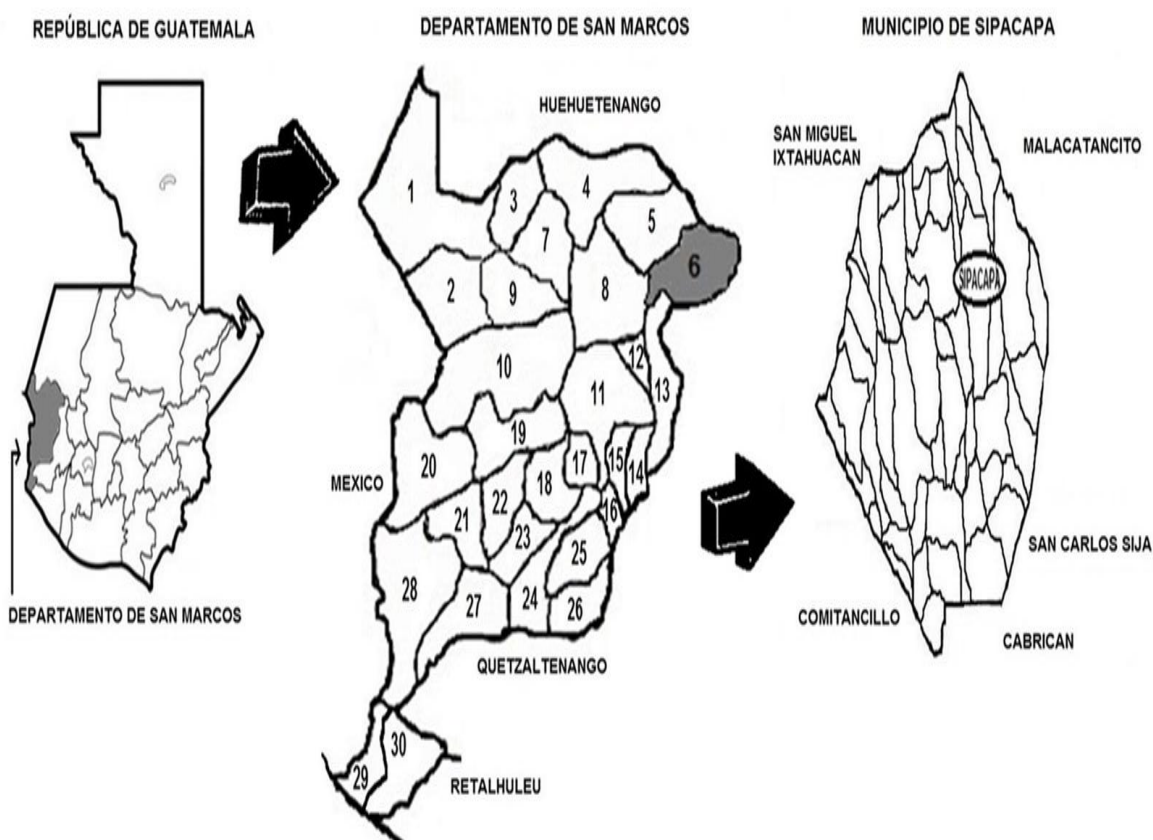 REPÚBLICA DE GUATEMALA
DEPARTAMENTO DE SAN MARCOS
DEPARTAMENTO DE SAN MARCOS
HUEHUETENANGO
1
3
4
5
7
6
2
9
8
10
12
11
13
19
20
17
15
14
18
22
16
21
23
25
28
27
24
26
MEXICO
QUETZALTENANGO
30
29
RETALHULEU
MUNICIPIO DE SIPACAPA
SAN MIGUEL
IXTAHUACAN
MALACATANCITO
SIPACAPA
SAN CARLOS SIJA
COMITANCILLO
CABRICAN